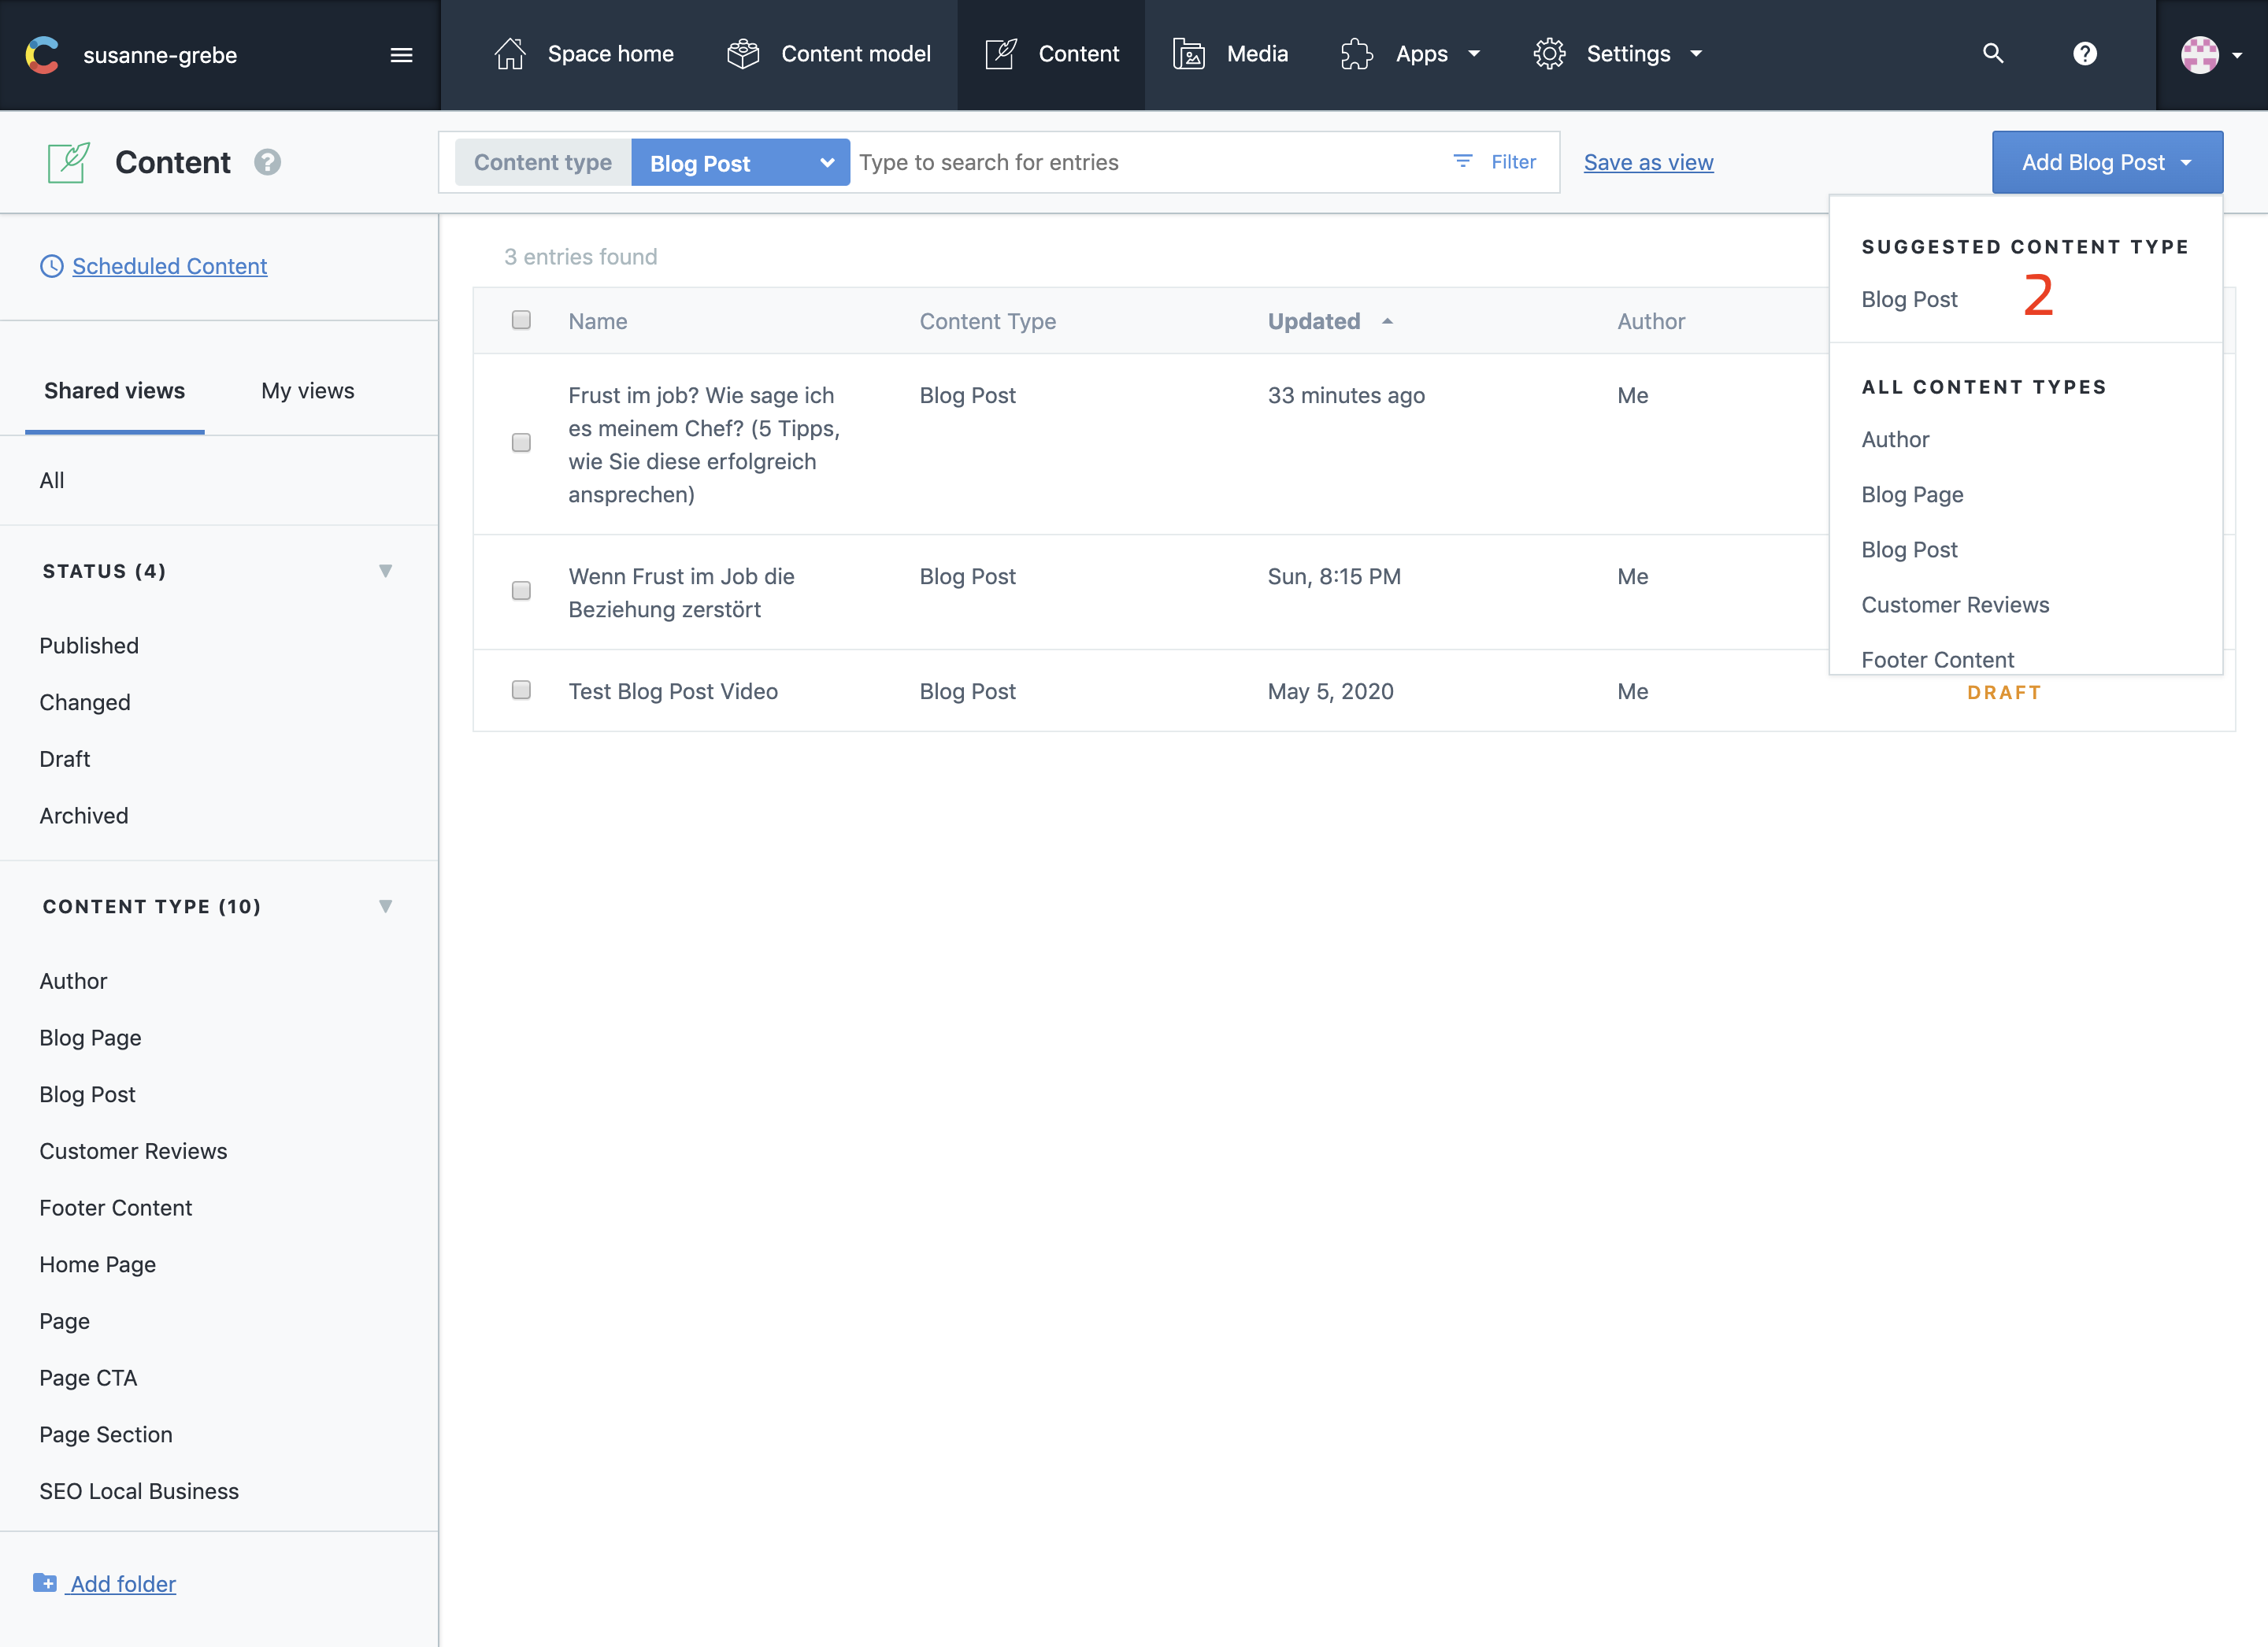 susanne-grebe
Space home
Content model
Content
Media
Apps
Settings
Content
Content type
Blog Post
Type to search for entries
Filter
Save as view
Add Blog Post
Scheduled Content
Shared views
My views
All
STATUS (4)
Published
Changed
Draft
Archived
CONTENT TYPE (10)
Author
Blog Page
Blog Post
Customer Reviews
Footer Content
Home Page
Page
Page CTA
Page Section
SEO Local Business
Add folder
3 entries found
Name Content Type Updated Author
Frust im job? Wie sage ich
es meinem Chef? (5 Tipps,
wie Sie diese erfolgreich
ansprechen)
Blog Post
33 minutes ago
Me
Wenn Frust im Job die
Beziehung zerstört
Blog Post
Sun, 8:15 PM
Me
Test Blog Post Video
Blog Post
May 5, 2020
Me
DRAFT
SUGGESTED CONTENT TYPE
Blog Post
2
ALL CONTENT TYPES
Author
Blog Page
Blog Post
Customer Reviews
Footer Content